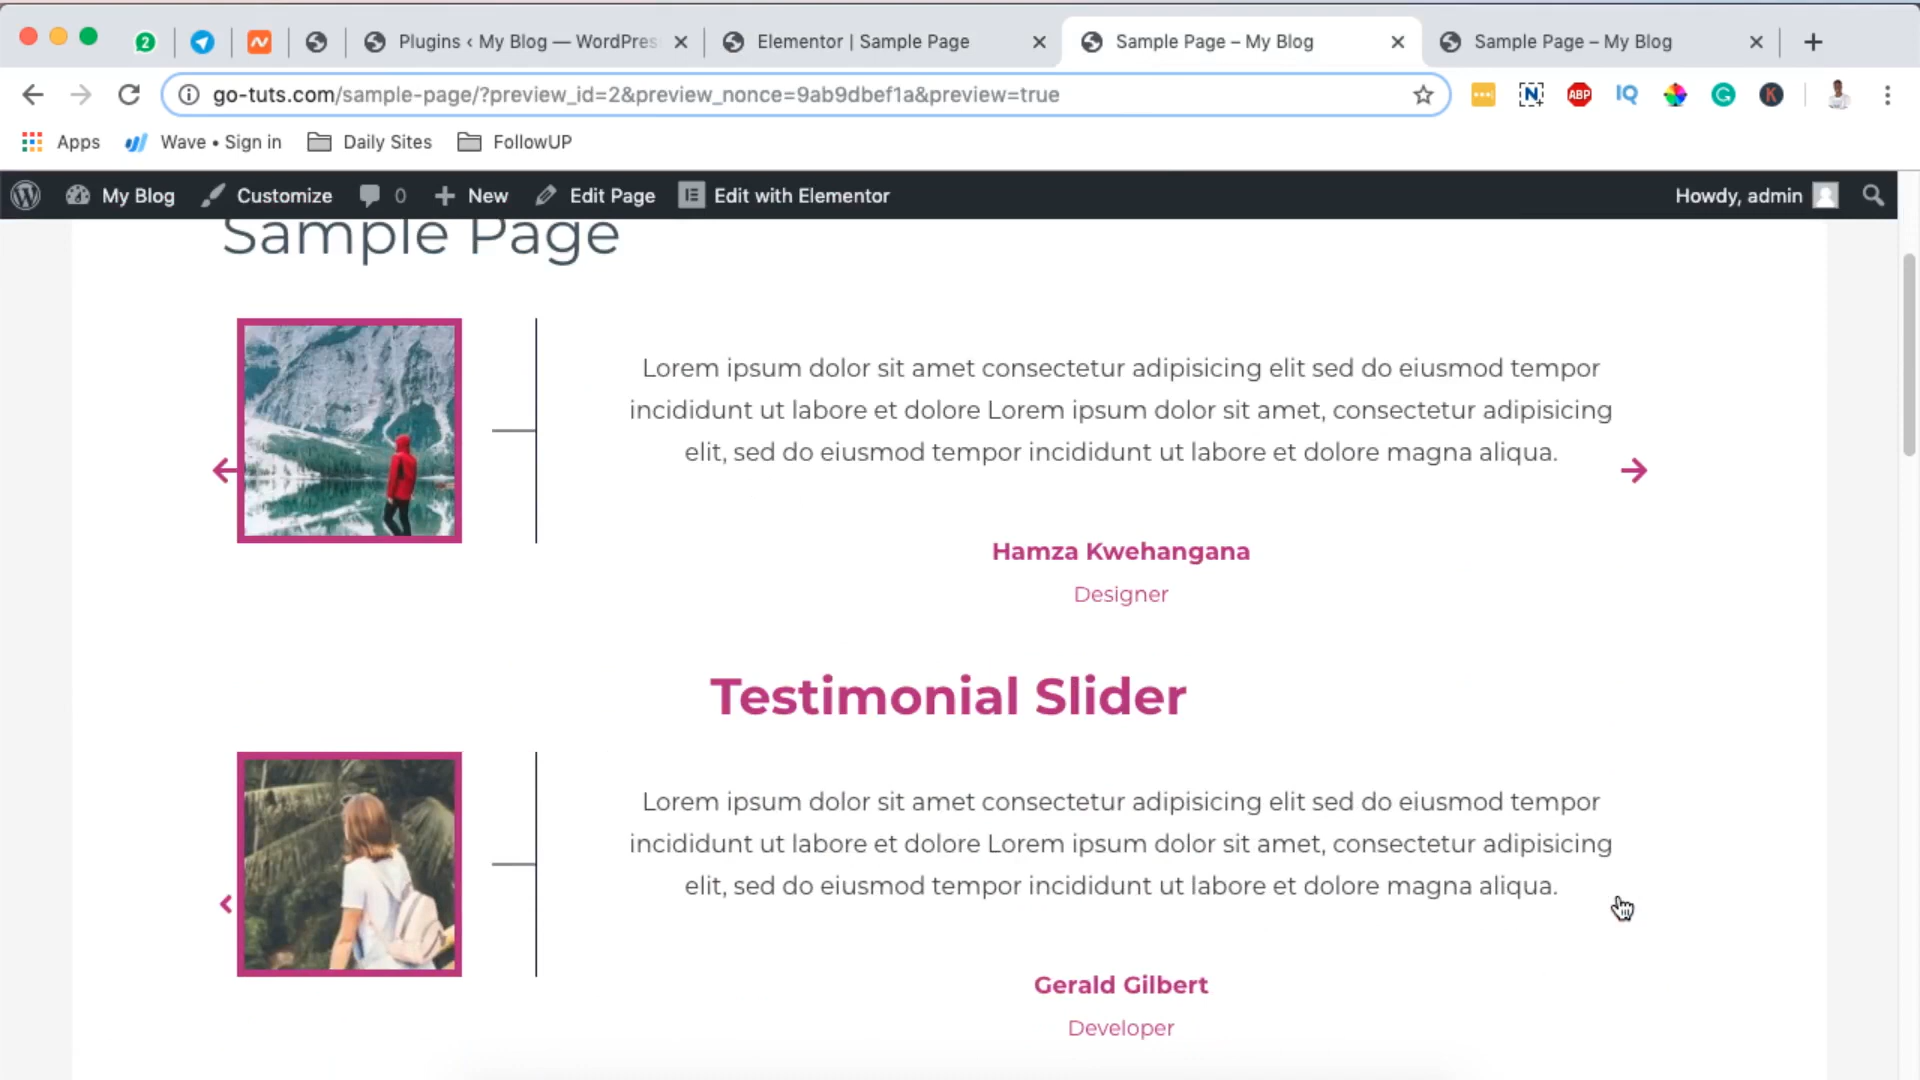 2
Plugins ‹ My Blog — WordPres
Elementor | Sample Page
Sample Page – My Blog
Sample Page – My Blog
go-tuts.com/sample-page/?preview_id=2&preview_nonce=9ab9dbef1a&preview=true
ABP
IQ
K
Apps
Wave • Sign in
Daily Sites
FollowUP
My Blog
Customize
0
New
Edit Page
Edit with Elementor
Howdy, admin
Sample Page
Lorem ipsum dolor sit amet consectetur adipisicing elit sed do eiusmod tempor
incididunt ut labore et dolore Lorem ipsum dolor sit amet, consectetur adipisicing
elit, sed do eiusmod tempor incididunt ut labore et dolore magna aliqua.
Hamza Kwehangana
Designer
Testimonial Slider
Lorem ipsum dolor sit amet consectetur adipisicing elit sed do eiusmod tempor
incididunt ut labore et dolore Lorem ipsum dolor sit amet, consectetur adipisicing
elit, sed do eiusmod tempor incididunt ut labore et dolore magna aliqua.
Gerald Gilbert
Developer